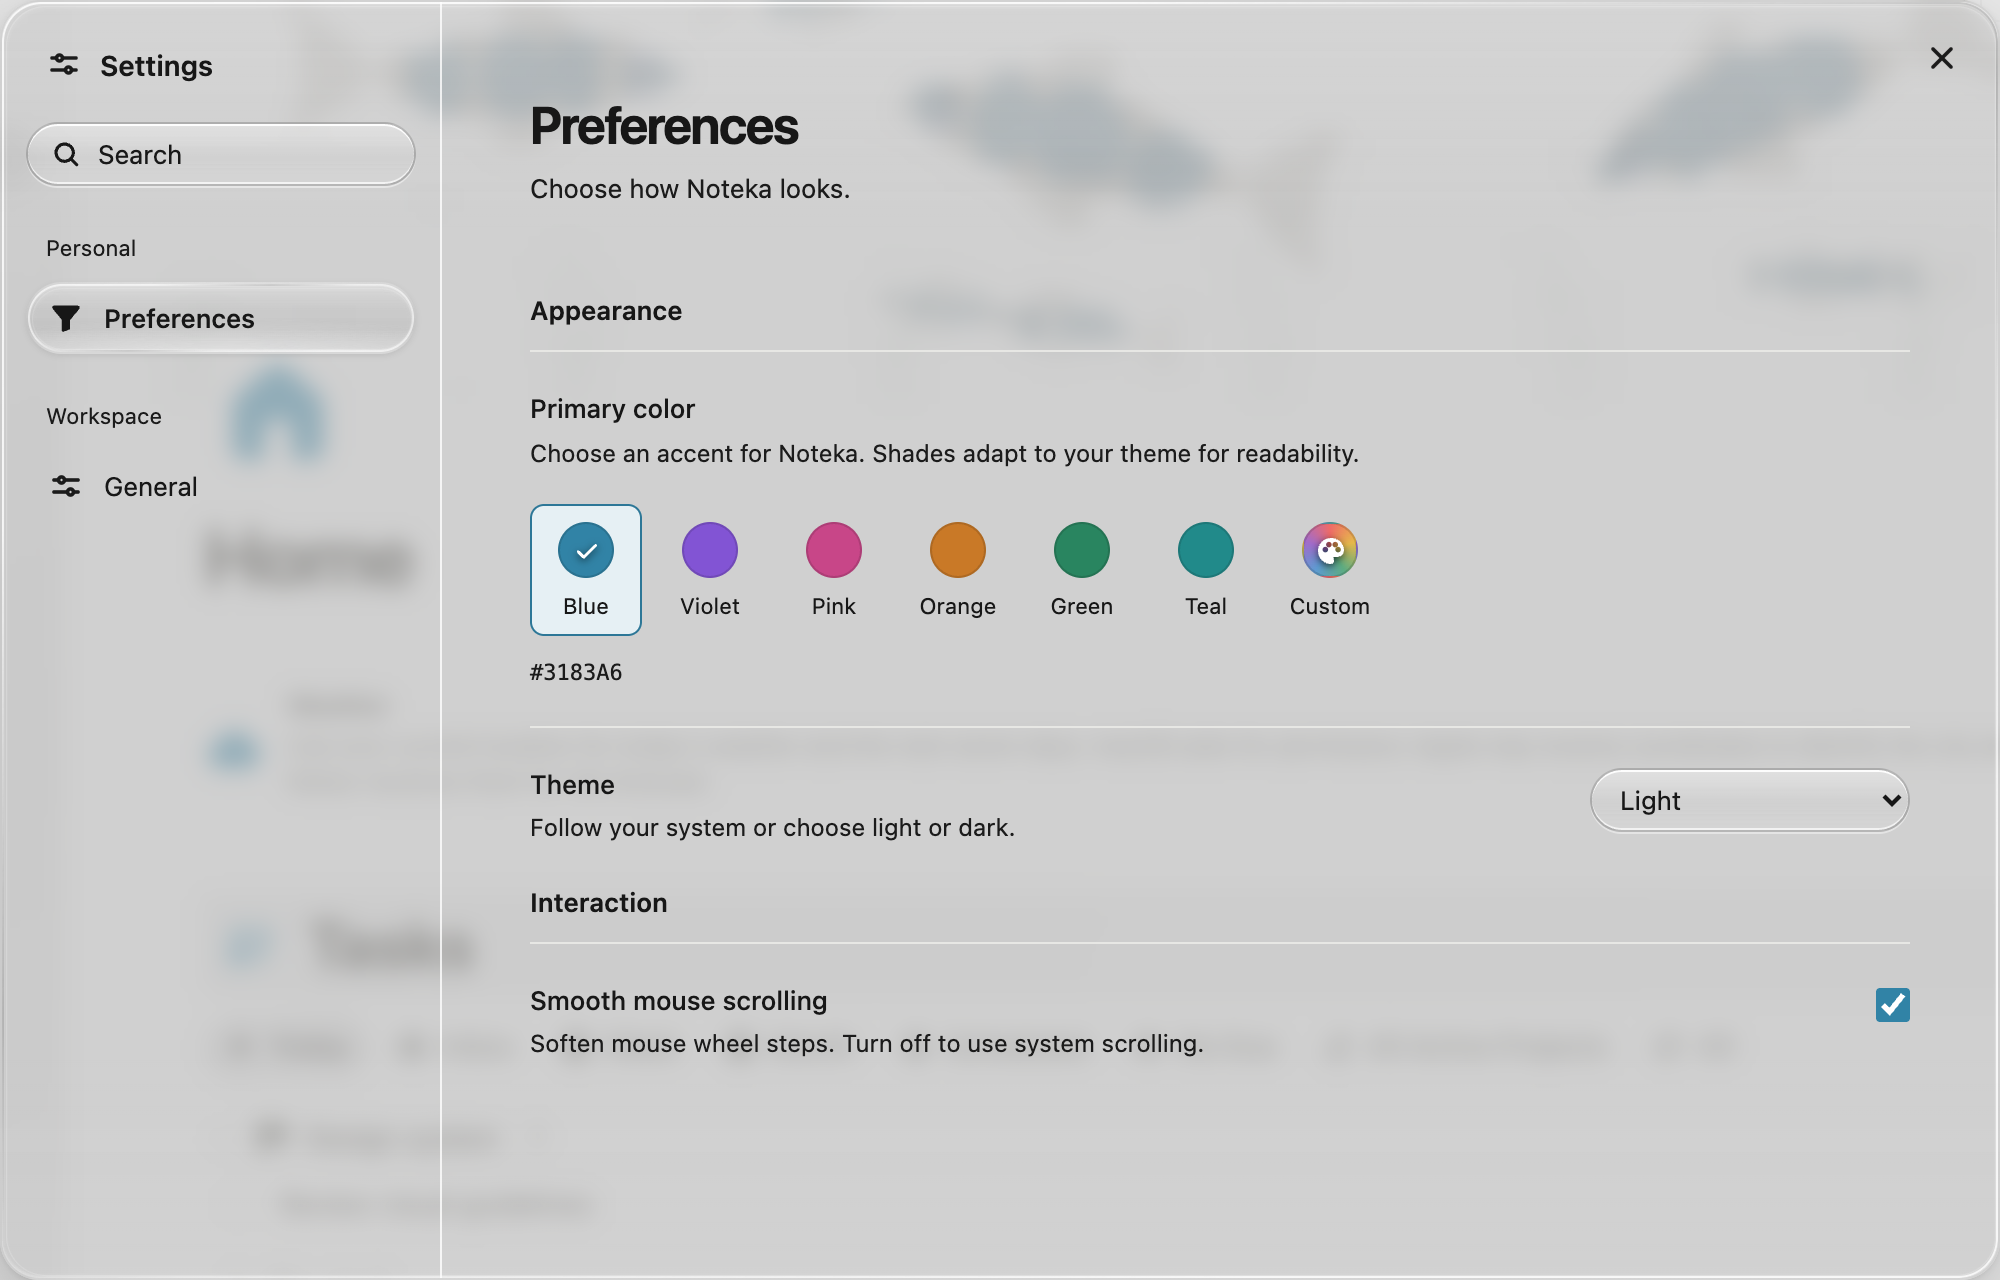 Settings
Search
Personal
Preferences
Workspace
General
Home
Tasks
Preferences
Choose how Noteka looks.
Appearance
Primary color
Choose an accent for Noteka. Shades adapt to your theme for readability.
Blue
Violet
Pink
Orange
Green
Teal
Custom
#3183A6
Theme
Follow your system or choose light or dark.
Light
Interaction
Smooth mouse scrolling
Soften mouse wheel steps. Turn off to use system scrolling.